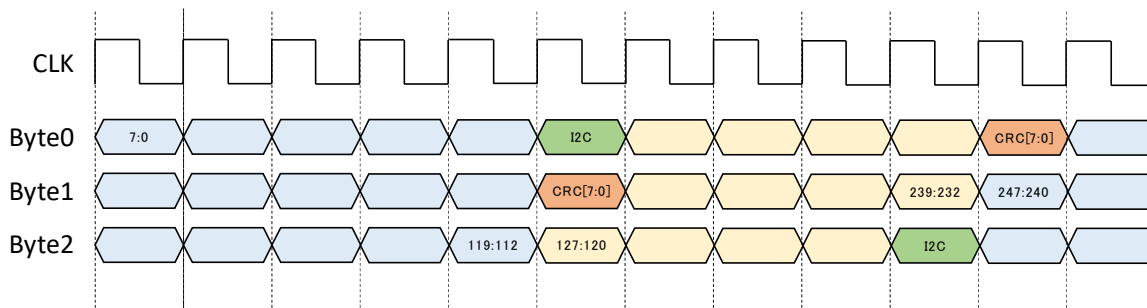 CLK
Byte0 7:0 I2C CRC[7:0]
Byte1 CRC[7:0] 239:232 247:240
Byte2 119:112 127:120 I2C